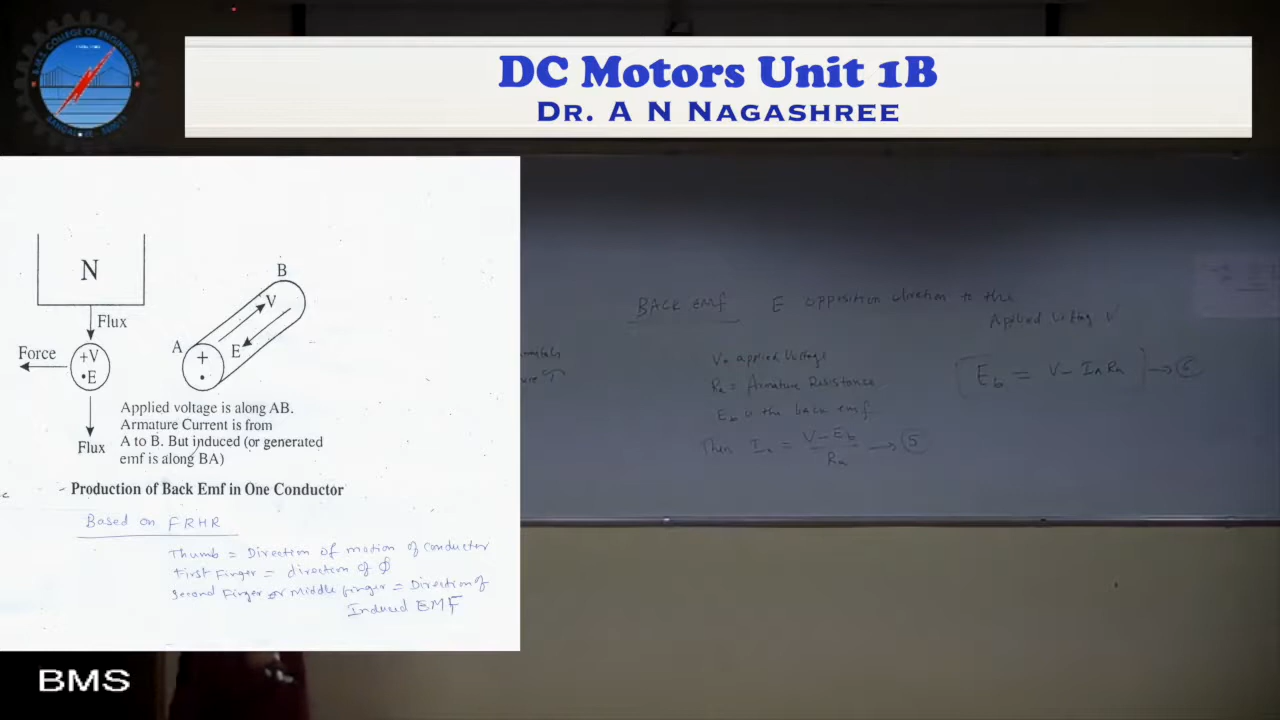 DC Motors Unit 1B
Dr. A N Nagashree
B
V
N
A
E
+
Flux
Force
+V
•E
Flux
Applied voltage is along AB.
Armature Current is from
A to B. But induced (or generated
emf is along BA)
Production of Back Emf in One Conductor
Based on FRHR
Thumb = Direction of motion of conductor
First Finger = direction of ϕ
Second Finger or Middle finger = Direction of
Induced EMF
BACK emf E opposition direction to the
Applied Voltag V
V= applied Voltage
Ra = Armature Resistance
Eb is the back emf
Then Ia = V-Eb / Ra → 5
Eb = V - Ia Ra → 6
BMS